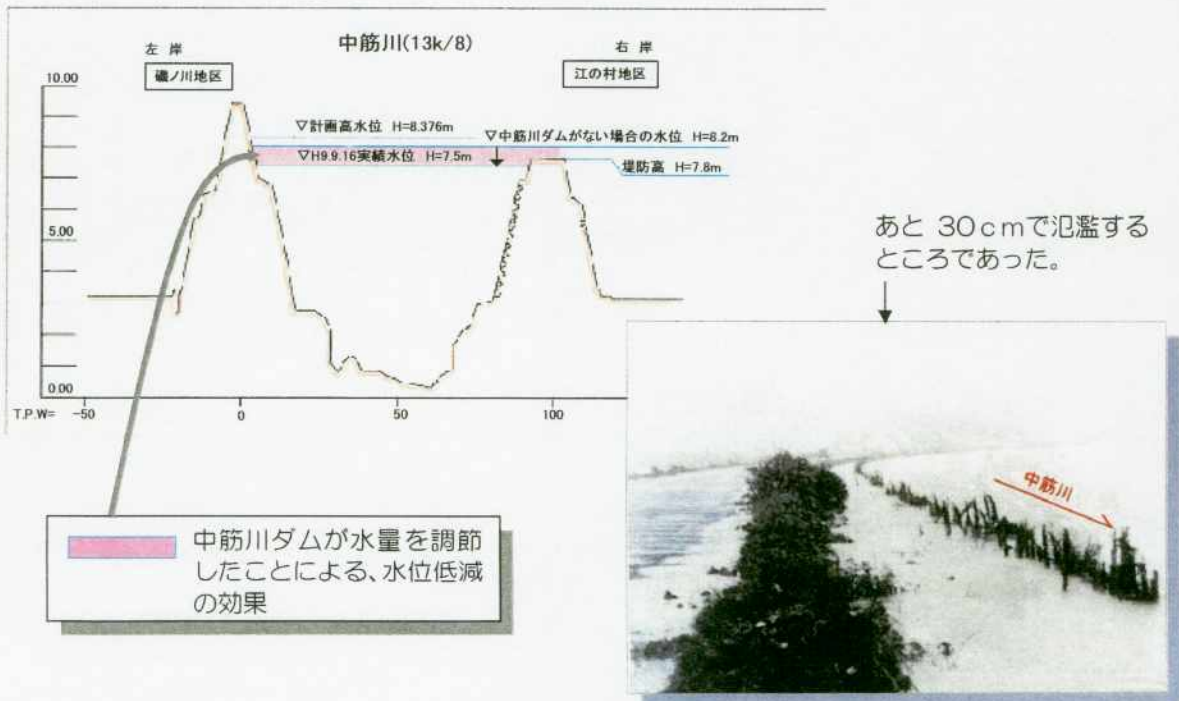 中筋川(13k/8)
左 岸
右 岸
磯ノ川地区
江の村地区
10.00
▽計画高水位 H=8.376m
▽中筋川ダムがない場合の水位 H=8.2m
▽H9.9.16実績水位 H=7.5m
堤防高 H=7.8m
5.00
0.00
T.P.W= -50 0 50 100
あと 30cmで氾濫する
ところであった。
中筋川
中筋川ダムが水量を調節
したことによる、水位低減
の効果